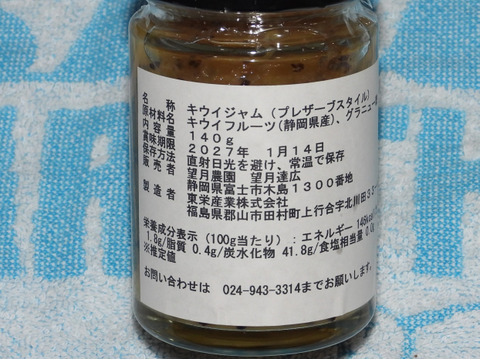 名　　称　キウイジャム（プレザーブスタイル）
原材料名　キウイフルーツ(静岡県産)、グラニュー
内 容 量　１４０ｇ
賞味期限　２０２７年　１月１４日
保存方法　直射日光を避け、常温で保存
販 売 者　望月農園　望月達広
静岡県富士市木島１３００番地
製 造 者　東栄産業株式会社
福島県郡山市田村町上行合字北川田
栄養成分表示（100g当たり）：エネルギー 146kcal
1.8g/脂質 0.4g/炭水化物 41.8g/食塩相当量 0.0g
※推定値
お問い合わせは　024-943-3314までお願いします。